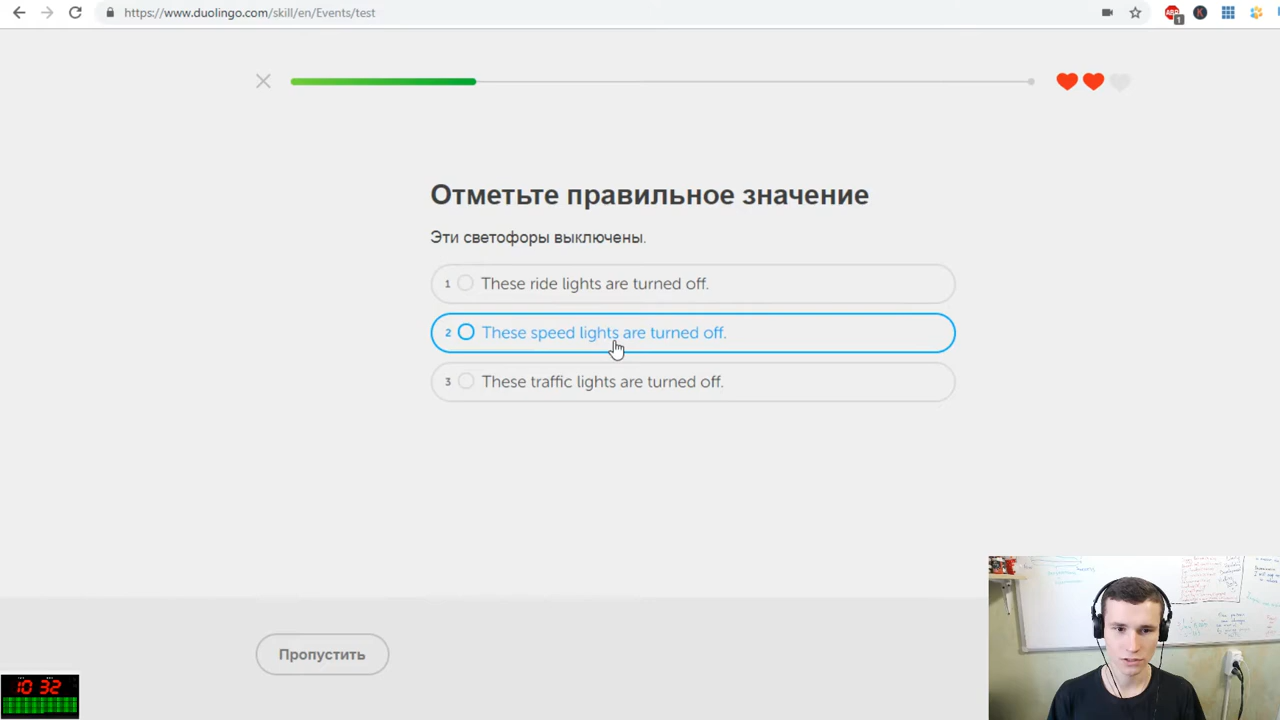 https://www.duolingo.com/skill/en/Events/test
ABP
1
K
Отметьте правильное значение
Эти светофоры выключены.
1 These ride lights are turned off.
2 These speed lights are turned off.
3 These traffic lights are turned off.
Пропустить
10 32